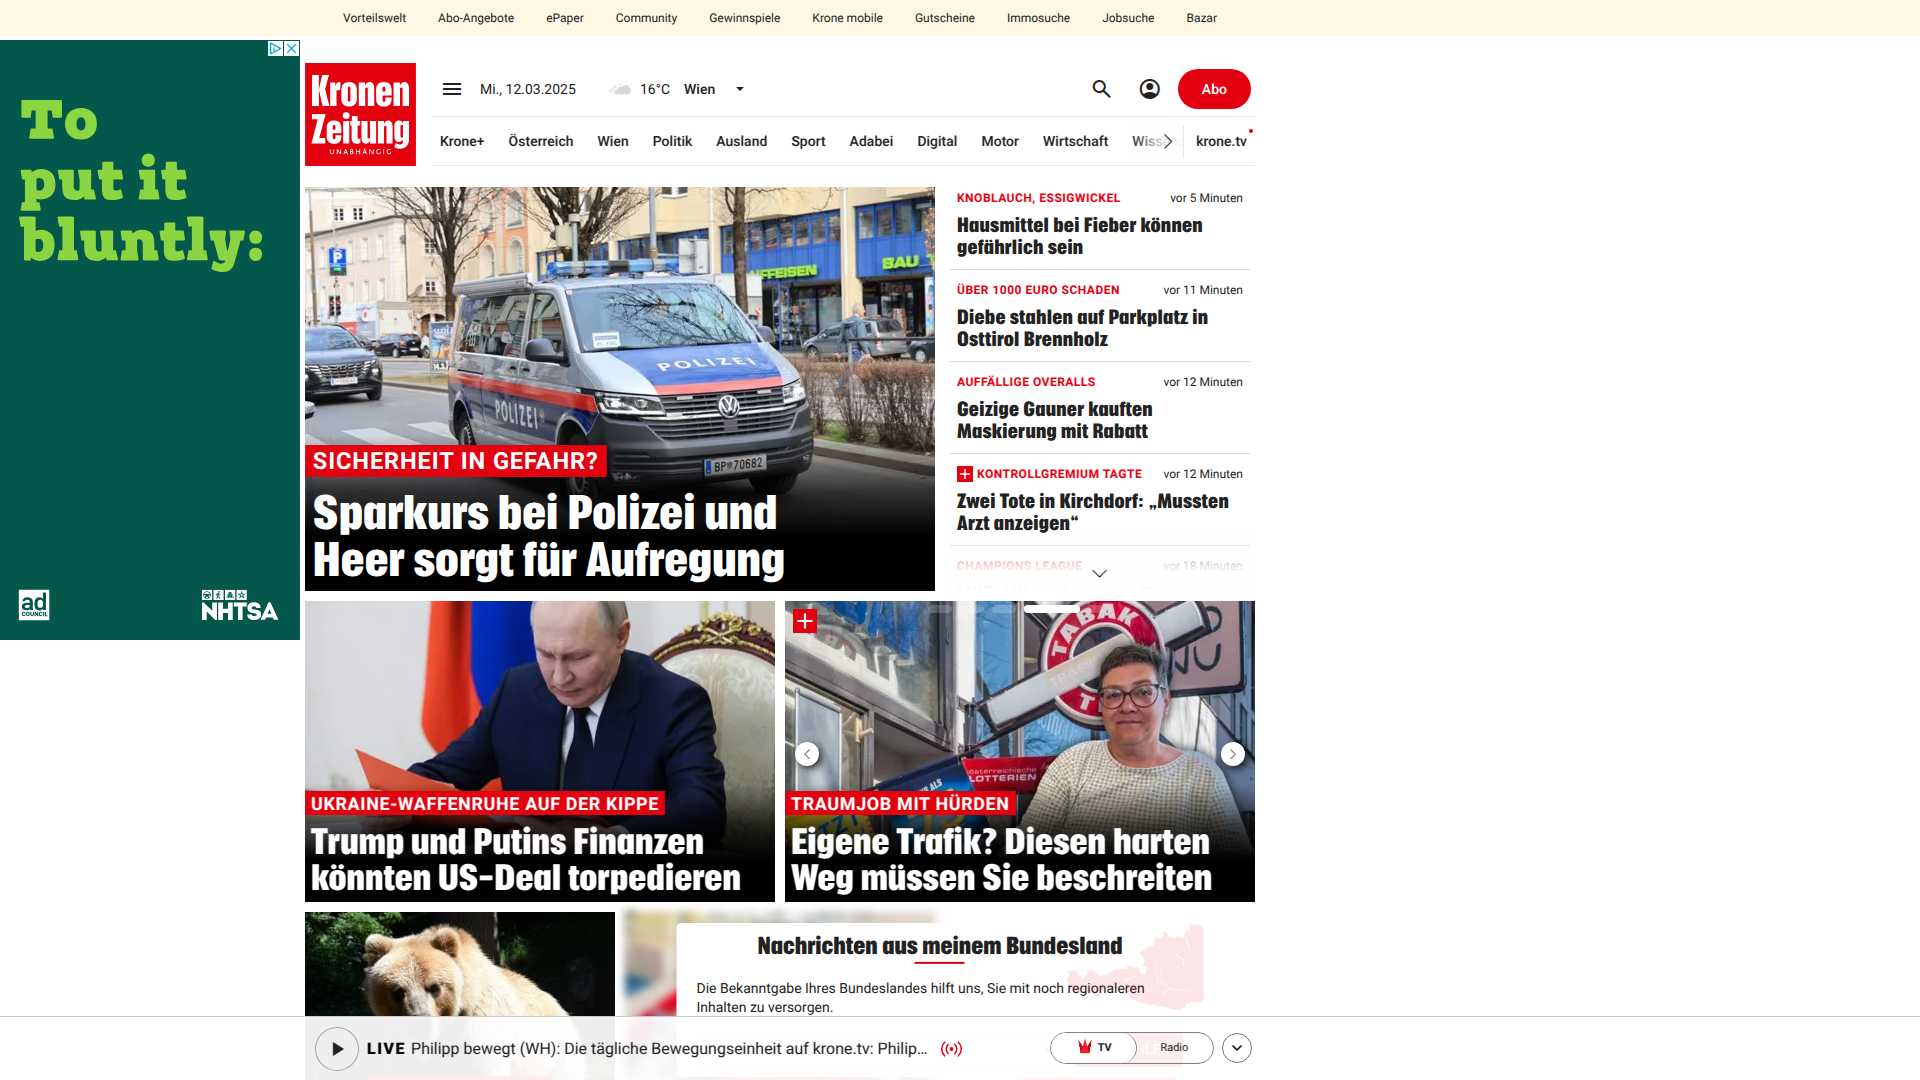 Vorteilswelt Abo-Angebote ePaper Community Gewinnspiele Krone mobile Gutscheine Immosuche Jobsuche Bazar
To
put it
bluntly:
ad
COUNCIL
NHTSA
Kronen
Zeitung
UNABHÄNGIG
Mi., 12.03.2025 16°C Wien
Abo
Krone+ Österreich Wien Politik Ausland Sport Adabei Digital Motor Wirtschaft krone.tv
P
POLIZEI
POLIZEI
BP 70682
BAU
SICHERHEIT IN GEFAHR?
Sparkurs bei Polizei und
Heer sorgt für Aufregung
KNOBLAUCH, ESSIGWICKEL vor 5 Minuten
Hausmittel bei Fieber können
gefährlich sein
ÜBER 1000 EURO SCHADEN vor 11 Minuten
Diebe stahlen auf Parkplatz in
Osttirol Brennholz
AUFFÄLLIGE OVERALLS vor 12 Minuten
Geizige Gauner kauften
Maskierung mit Rabatt
KONTROLLGREMIUM TAGTE vor 12 Minuten
Zwei Tote in Kirchdorf: „Mussten
Arzt anzeigen“
CHAMPIONS LEAGUE vor 18 Minuten
UKRAINE-WAFFENRUHE AUF DER KIPPE
Trump und Putins Finanzen
könnten US-Deal torpedieren
TABAK
österreichische
LOTTERIEN
TRAUMJOB MIT HÜRDEN
Eigene Trafik? Diesen harten
Weg müssen Sie beschreiten
Nachrichten aus meinem Bundesland
Die Bekanntgabe Ihres Bundeslandes hilft uns, Sie mit noch regionaleren
Inhalten zu versorgen.
LIVE Philipp bewegt (WH): Die tägliche Bewegungseinheit auf krone.tv: Philip...
TV Radio